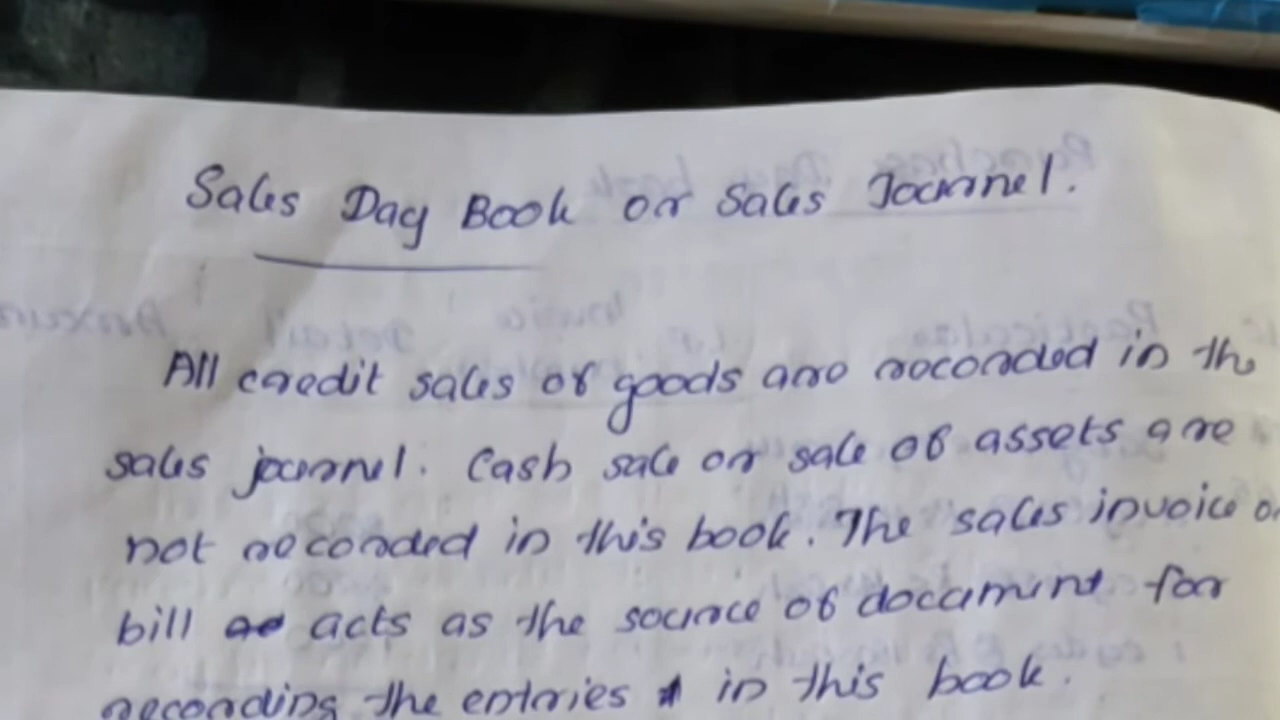 Sales Day Book or Sales Journel.
All credit sales of goods are recorded in the
sales journel. Cash sale or sale of assets are
not recorded in this book. The sales invoice or
bill acts as the source of document for
recording the entries in this book.